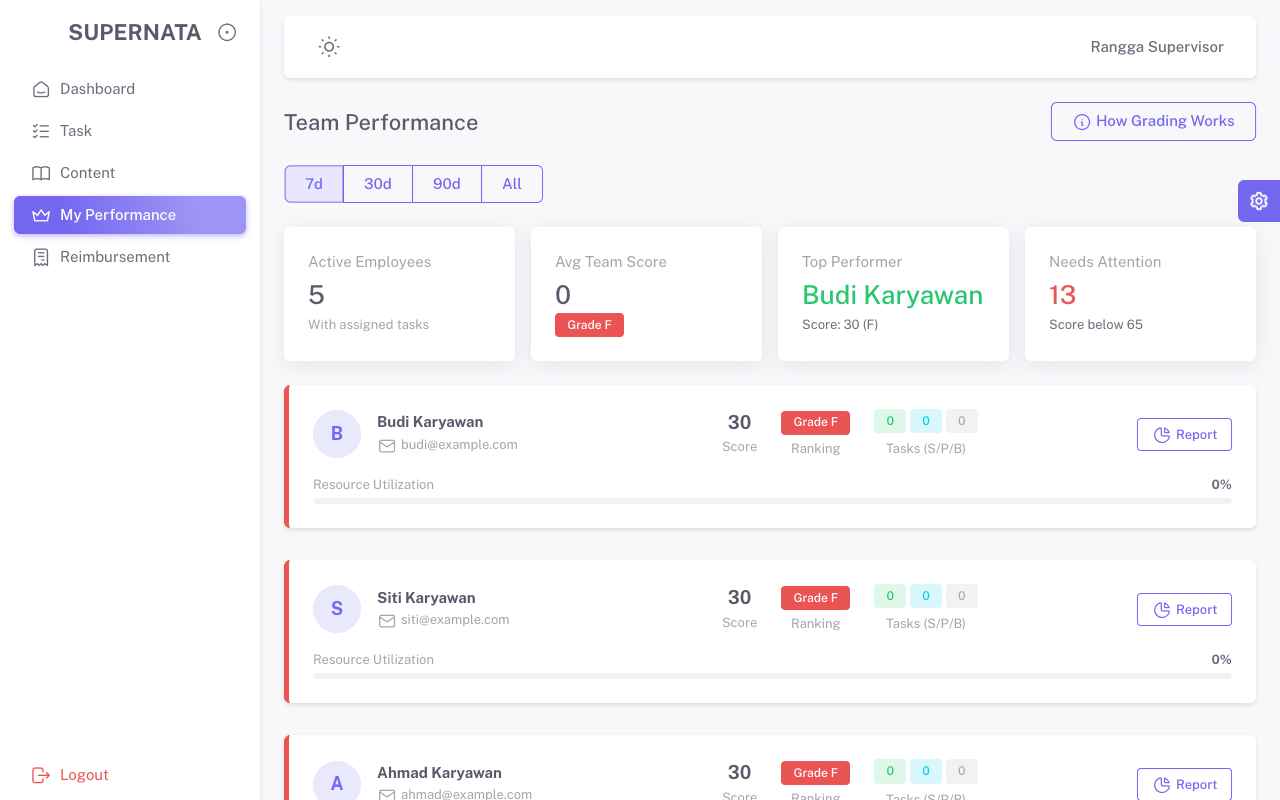 SUPERNATA
Dashboard
Task
Content
My Performance
Reimbursement
Logout
Rangga Supervisor
Team Performance
How Grading Works
7d 30d 90d All
Active Employees
5
With assigned tasks
Avg Team Score
0
Grade F
Top Performer
Budi Karyawan
Score: 30 (F)
Needs Attention
13
Score below 65
B
Budi Karyawan
budi@example.com
30
Score
Grade F
Ranking
0 0 0
Tasks (S/P/B)
Report
Resource Utilization 0%
S
Siti Karyawan
siti@example.com
30
Score
Grade F
Ranking
0 0 0
Tasks (S/P/B)
Report
Resource Utilization 0%
A
Ahmad Karyawan
ahmad@example.com
30
Score
Grade F
Ranking
0 0 0
Tasks (S/P/B)
Report